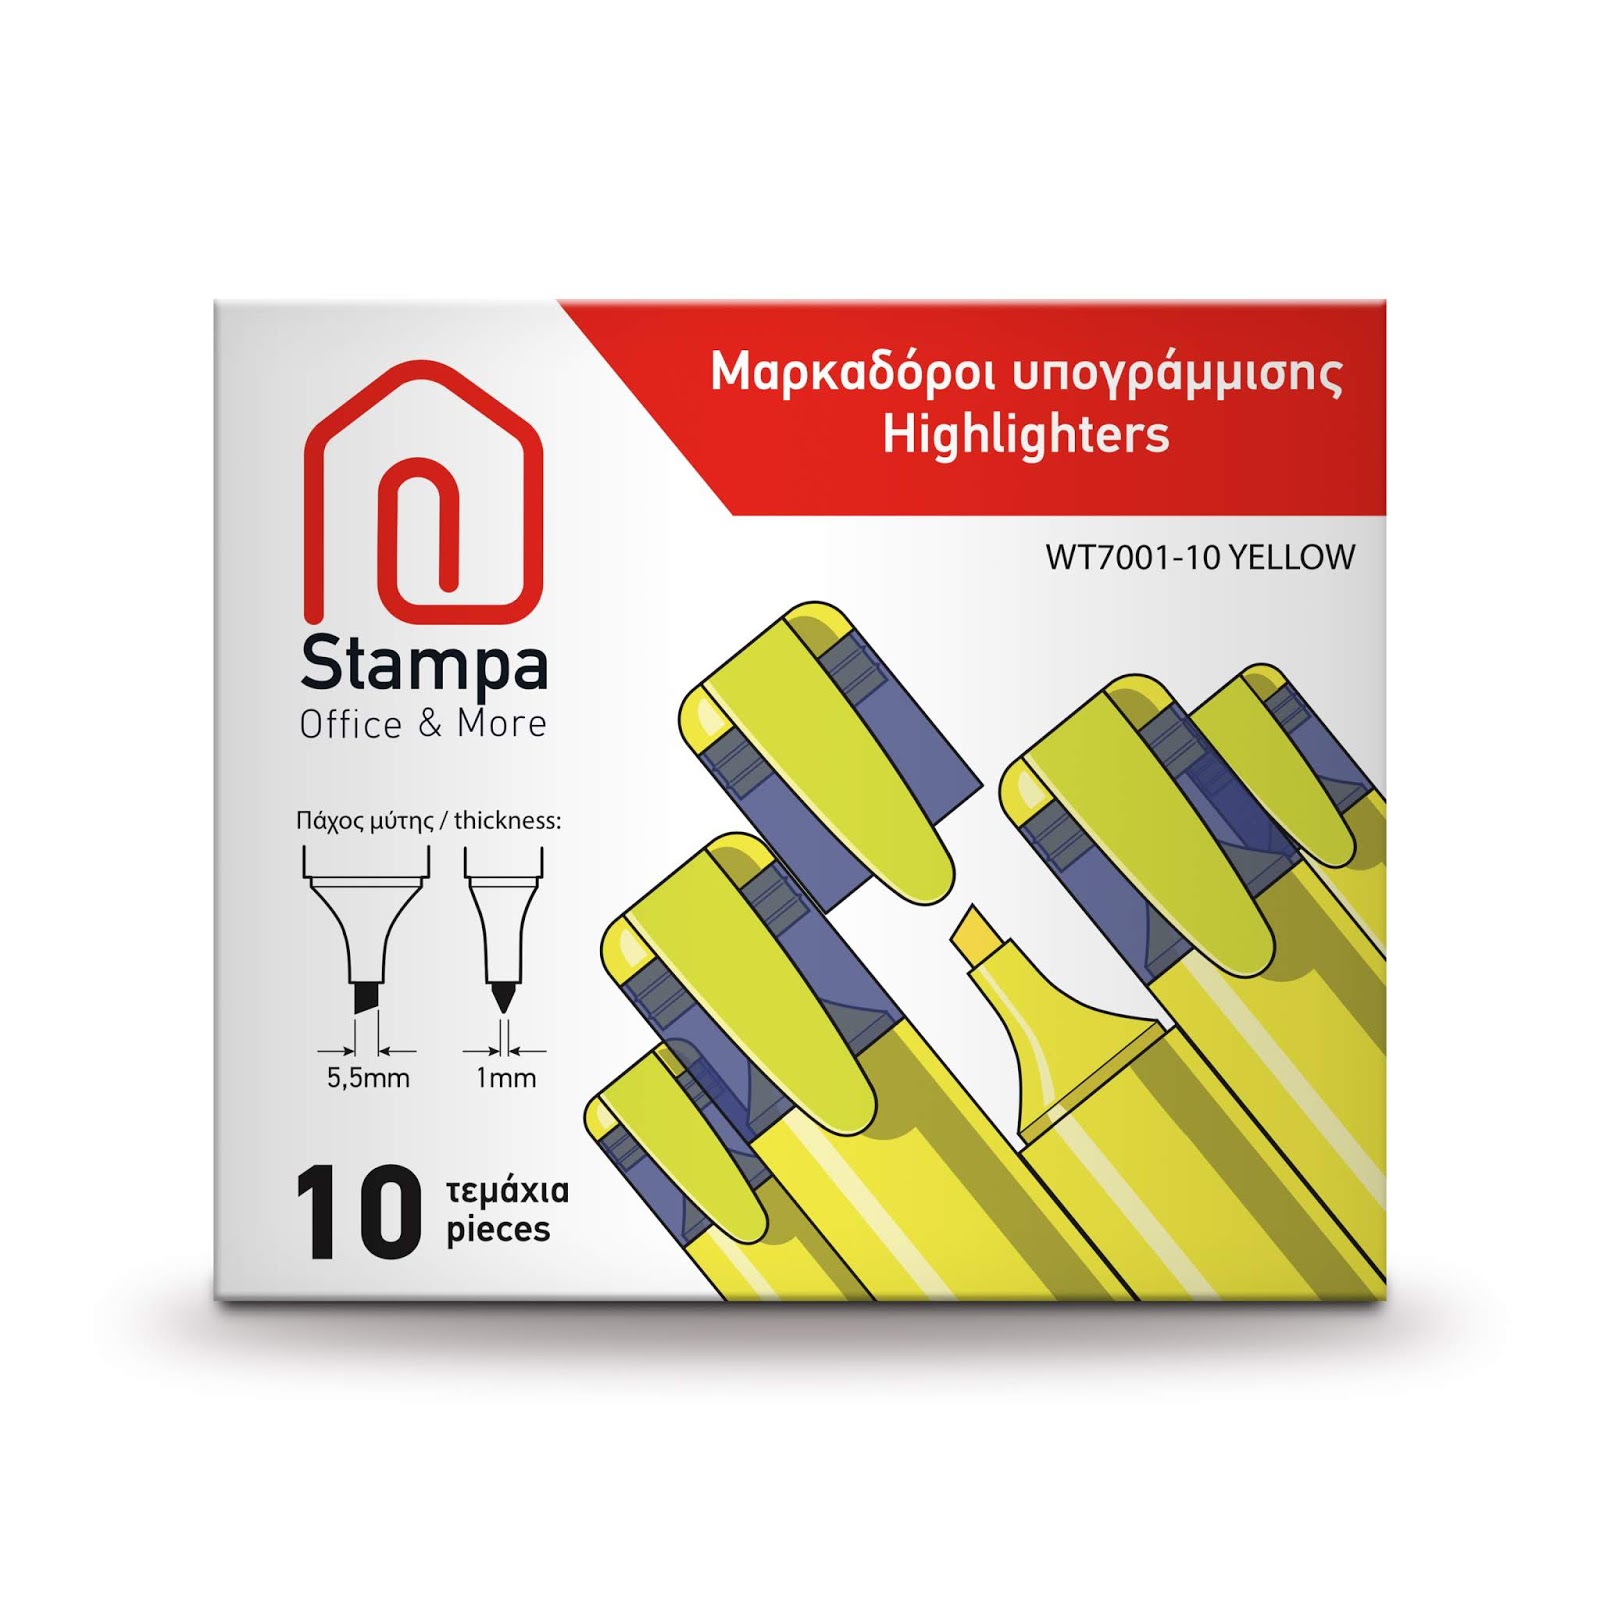 Μαρκαδόροι υπογράμμισης
Highlighters
WT7001-10 YELLOW
Stampa
Office & More
Πάχος μύτης / thickness:
5,5mm 1mm
10 τεμάχια
pieces